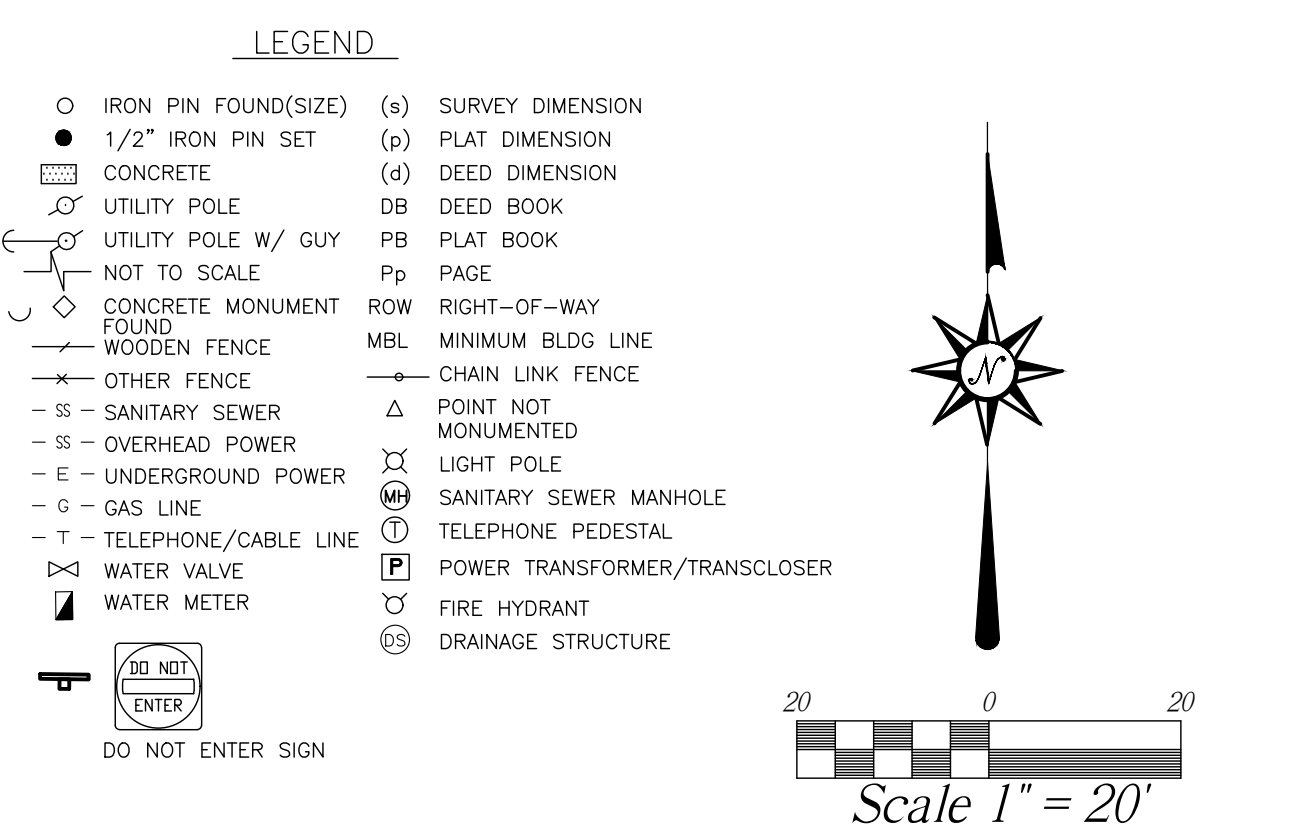 LEGEND
IRON PIN FOUND(SIZE)
1/2" IRON PIN SET
CONCRETE
UTILITY POLE
UTILITY POLE W/ GUY
NOT TO SCALE
CONCRETE MONUMENT
FOUND
WOODEN FENCE
OTHER FENCE
SS SANITARY SEWER
SS OVERHEAD POWER
E UNDERGROUND POWER
G GAS LINE
T TELEPHONE/CABLE LINE
WATER VALVE
WATER METER
DO NOT
ENTER
DO NOT ENTER SIGN
(s) SURVEY DIMENSION
(p) PLAT DIMENSION
(d) DEED DIMENSION
DB DEED BOOK
PB PLAT BOOK
Pp PAGE
ROW RIGHT-OF-WAY
MBL MINIMUM BLDG LINE
CHAIN LINK FENCE
POINT NOT
MONUMENTED
LIGHT POLE
MH SANITARY SEWER MANHOLE
T TELEPHONE PEDESTAL
P POWER TRANSFORMER/TRANSCLOSER
FIRE HYDRANT
DS DRAINAGE STRUCTURE
N
20 0 20
Scale 1" = 20'